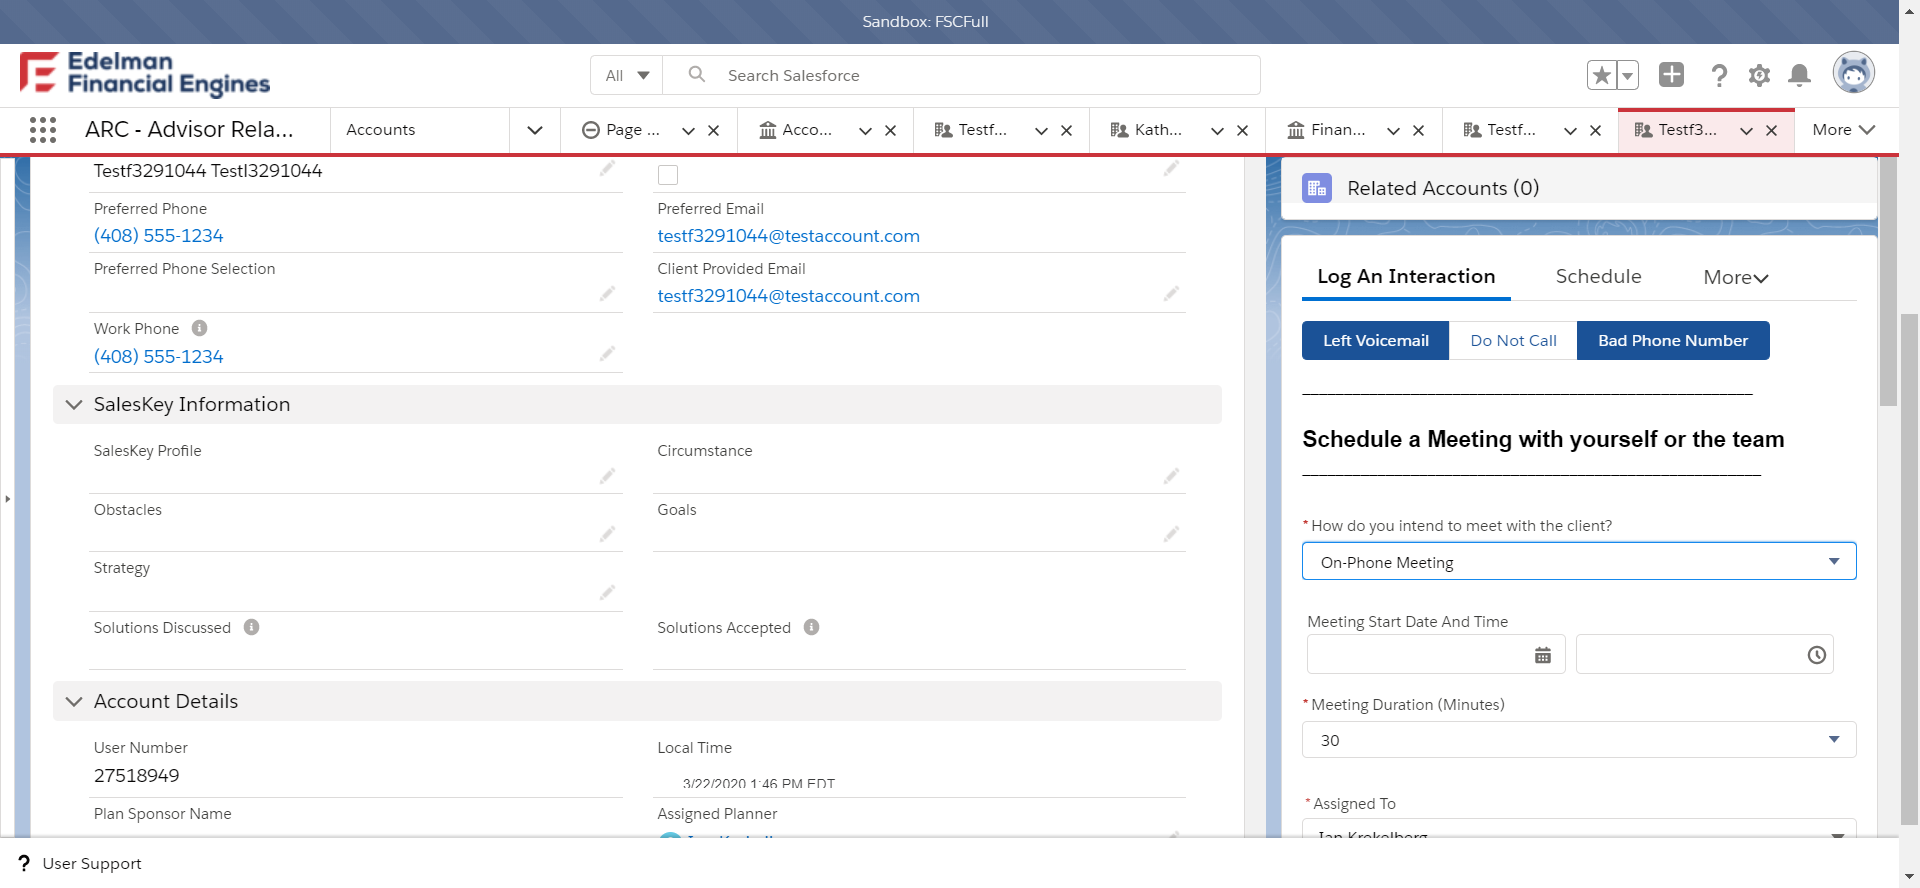 Sandbox: FSCFull
Edelman
Financial Engines
All
Search Salesforce
ARC - Advisor Rela...
Accounts
Page ...
Acco...
Testf...
Kath...
Finan...
Testf...
Testf3...
More
Testf3291044 Testl3291044
Preferred Phone
(408) 555-1234
Preferred Email
testf3291044@testaccount.com
Preferred Phone Selection
Client Provided Email
testf3291044@testaccount.com
Work Phone
(408) 555-1234
SalesKey Information
SalesKey Profile
Circumstance
Obstacles
Goals
Strategy
Solutions Discussed
Solutions Accepted
Account Details
User Number
27518949
Local Time
3/22/2020 1:46 PM EDT
Plan Sponsor Name
Assigned Planner
Related Accounts (0)
Log An Interaction
Schedule
More
Left Voicemail
Do Not Call
Bad Phone Number
Schedule a Meeting with yourself or the team
* How do you intend to meet with the client?
On-Phone Meeting
Meeting Start Date And Time
* Meeting Duration (Minutes)
30
* Assigned To
Ian Krokelberg
? User Support